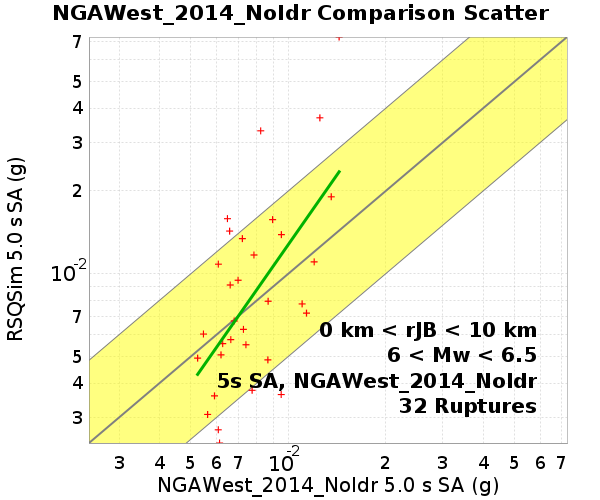 NGAWest_2014_NoIdr Comparison Scatter
RSQSim 5.0 s SA (g)
7
5
4
3
2
10-2
7
5
4
3
0 km < rJB < 10 km
6 < Mw < 6.5
5s SA, NGAWest_2014_NoIdr
32 Ruptures
3 4 5 6 7 10-2 2 3 4 5 6 7
NGAWest_2014_NoIdr 5.0 s SA (g)